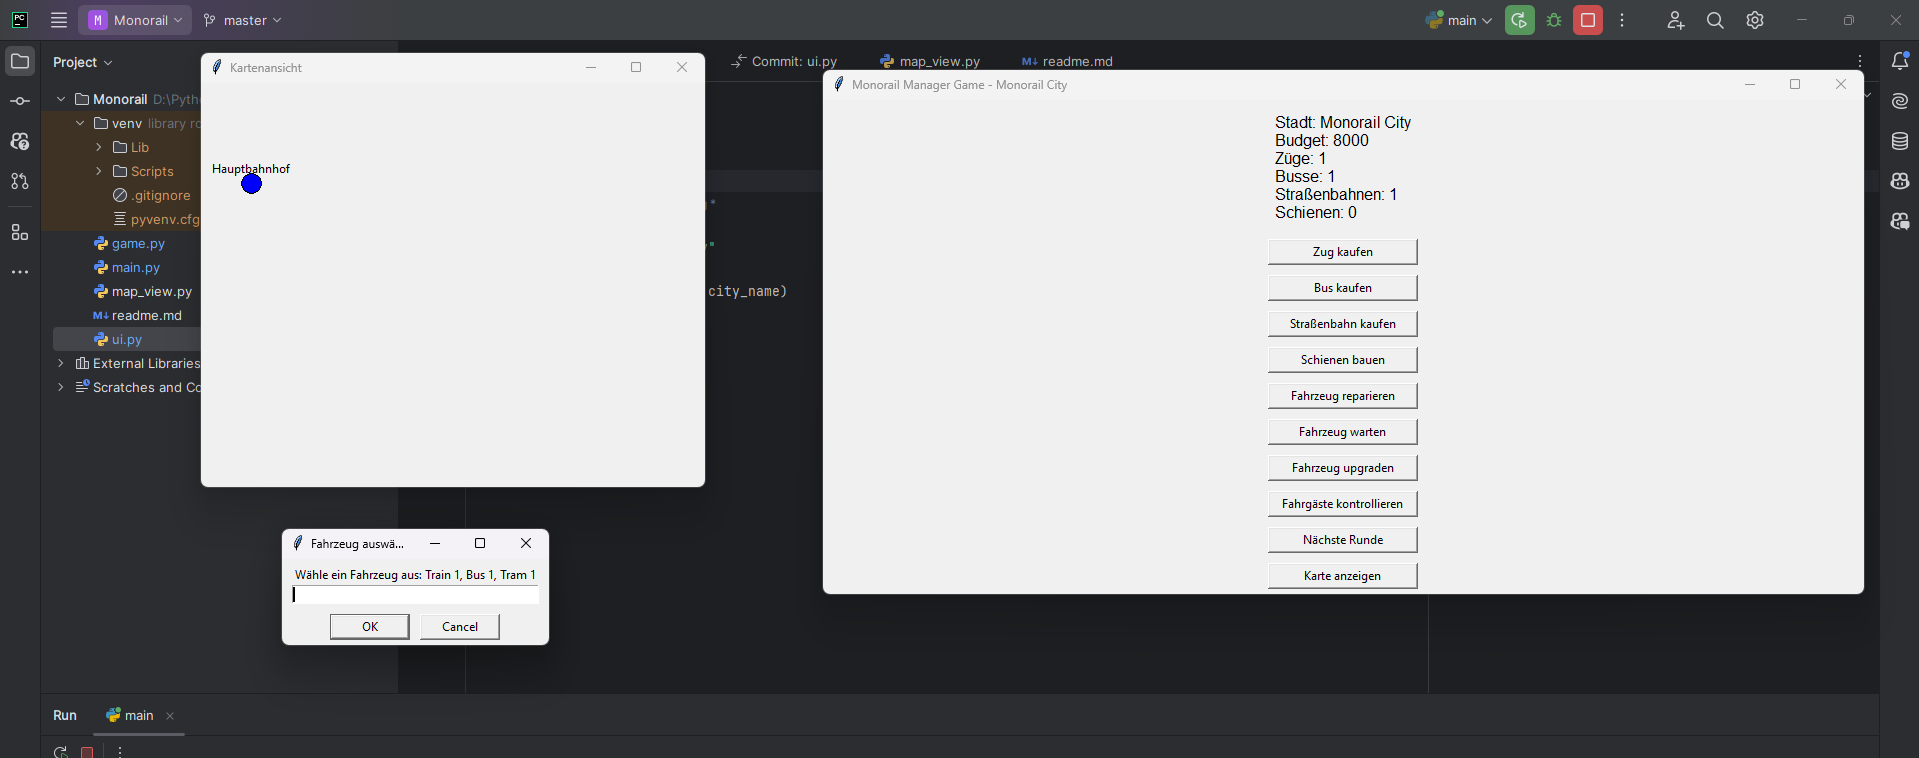 PC
M Monorail
master
main
Project
Commit: ui.py
map_view.py
M↓ readme.md
Monorail D:\Pyth
venv library ro
Lib
Scripts
.gitignore
pyvenv.cfg
game.py
main.py
map_view.py
M↓ readme.md
ui.py
External Libraries
Scratches and Co
city_name)
Kartenansicht
Hauptbahnhof
Fahrzeug auswä...
Wähle ein Fahrzeug aus: Train 1, Bus 1, Tram 1
OK
Cancel
Monorail Manager Game - Monorail City
Stadt: Monorail City
Budget: 8000
Züge: 1
Busse: 1
Straßenbahnen: 1
Schienen: 0
Zug kaufen
Bus kaufen
Straßenbahn kaufen
Schienen bauen
Fahrzeug reparieren
Fahrzeug warten
Fahrzeug upgraden
Fahrgäste kontrollieren
Nächste Runde
Karte anzeigen
Run
main